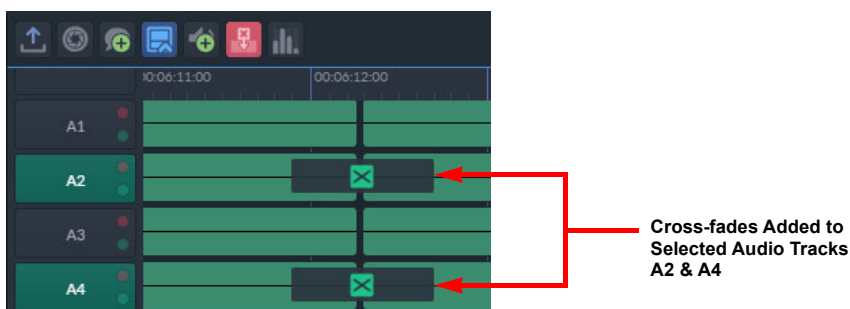 00:06:11:00 00:06:12:00
A1
A2
A3
A4
Cross-fades Added to
Selected Audio Tracks
A2 & A4